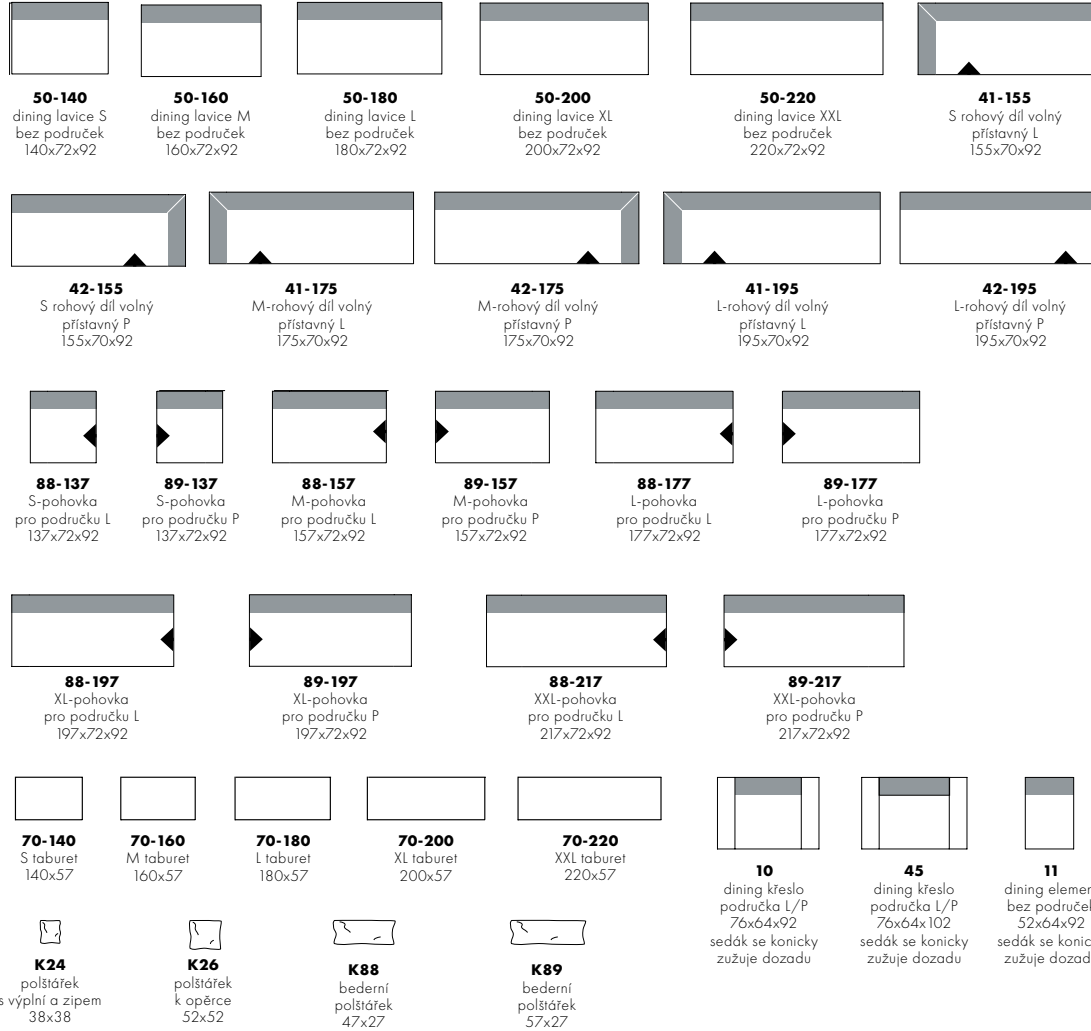 50-140
dining lavice S
bez područek
140x72x92
50-160
dining lavice M
bez područek
160x72x92
50-180
dining lavice L
bez područek
180x72x92
50-200
dining lavice XL
bez područek
200x72x92
50-220
dining lavice XXL
bez područek
220x72x92
41-155
S rohový díl volný
přístavný L
155x70x92
42-155
S rohový díl volný
přístavný P
155x70x92
41-175
M-rohový díl volný
přístavný L
175x70x92
42-175
M-rohový díl volný
přístavný P
175x70x92
41-195
L-rohový díl volný
přístavný L
195x70x92
42-195
L-rohový díl volný
přístavný P
195x70x92
88-137
S-pohovka
pro područku L
137x72x92
89-137
S-pohovka
pro područku P
137x72x92
88-157
M-pohovka
pro područku L
157x72x92
89-157
M-pohovka
pro područku P
157x72x92
88-177
L-pohovka
pro područku L
177x72x92
89-177
L-pohovka
pro područku P
177x72x92
88-197
XL-pohovka
pro područku L
197x72x92
89-197
XL-pohovka
pro područku P
197x72x92
88-217
XXL-pohovka
pro područku L
217x72x92
89-217
XXL-pohovka
pro područku P
217x72x92
70-140
S taburet
140x57
70-160
M taburet
160x57
70-180
L taburet
180x57
70-200
XL taburet
200x57
70-220
XXL taburet
220x57
10
dining křeslo
područka L/P
76x64x92
sedák se konicky
zužuje dozadu
45
dining křeslo
područka L/P
76x64x102
sedák se konicky
zužuje dozadu
11
dining elemen
bez područek
52x64x92
sedák se konic
zužuje dozad
K24
polštářek
s výplní a zipem
38x38
K26
polštářek
k opěrce
52x52
K88
bederní
polštářek
47x27
K89
bederní
polštářek
57x27